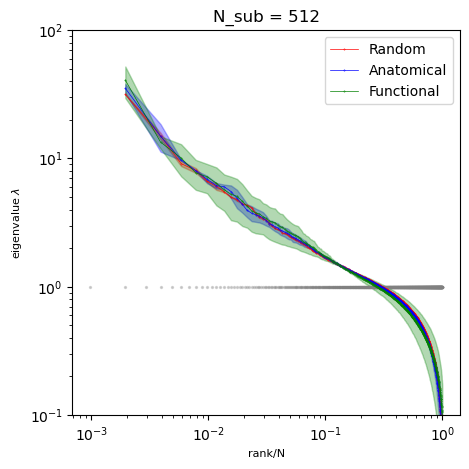 N_sub = 512
Random
Anatomical
Functional
eigenvalue λ
10²
10¹
10⁰
10⁻¹
10⁻³
10⁻²
10⁻¹
10⁰
rank/N